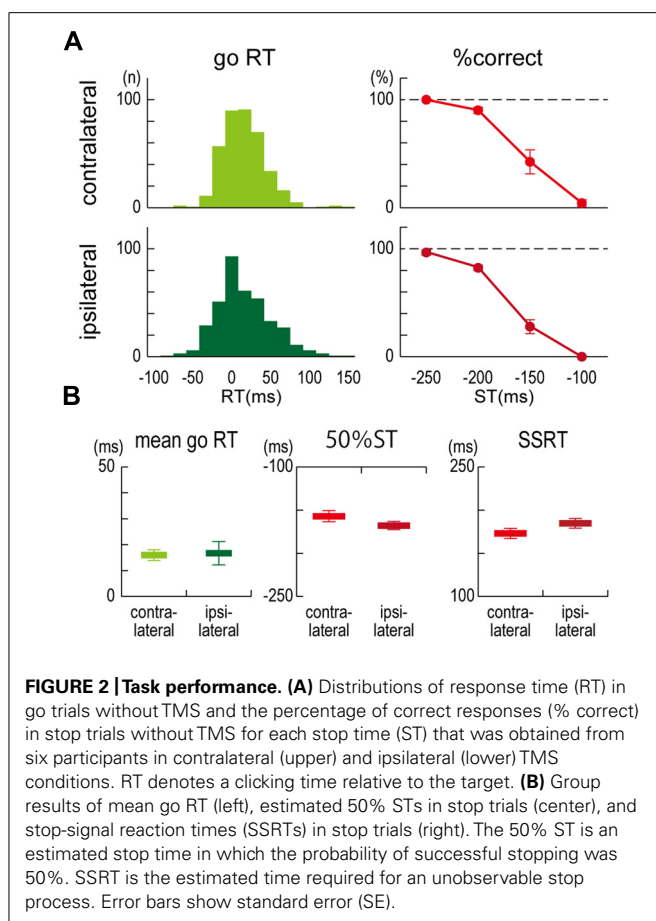 A
go RT
%correct
(n)
(%)
contralateral
100
0
100
0
ipsilateral
100
0
100
0
-100 -50 0 50 100 150
RT(ms)
-250 -200 -150 -100
ST(ms)
B
mean go RT
50%ST
SSRT
(ms)
50
0
contra-
lateral
ipsi-
lateral
(ms)
-100
-250
contra-
lateral
ipsi-
lateral
(ms)
250
100
contra-
lateral
ipsi-
lateral
FIGURE 2 | Task performance. (A) Distributions of response time (RT) in
go trials without TMS and the percentage of correct responses (% correct)
in stop trials without TMS for each stop time (ST) that was obtained from
six participants in contralateral (upper) and ipsilateral (lower) TMS
conditions. RT denotes a clicking time relative to the target. (B) Group
results of mean go RT (left), estimated 50% STs in stop trials (center), and
stop-signal reaction times (SSRTs) in stop trials (right). The 50% ST is an
estimated stop time in which the probability of successful stopping was
50%. SSRT is the estimated time required for an unobservable stop
process. Error bars show standard error (SE).